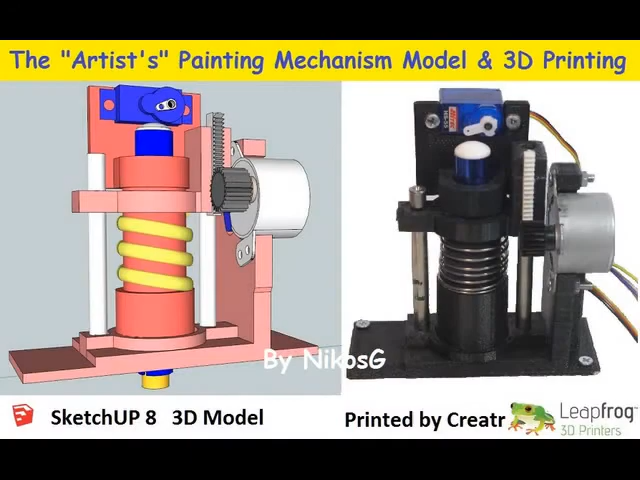 The "Artist's" Painting Mechanism Model & 3D Printing
By NikosG
SketchUP 8 3D Model
Printed by Creatr
Leapfrog
3D Printers